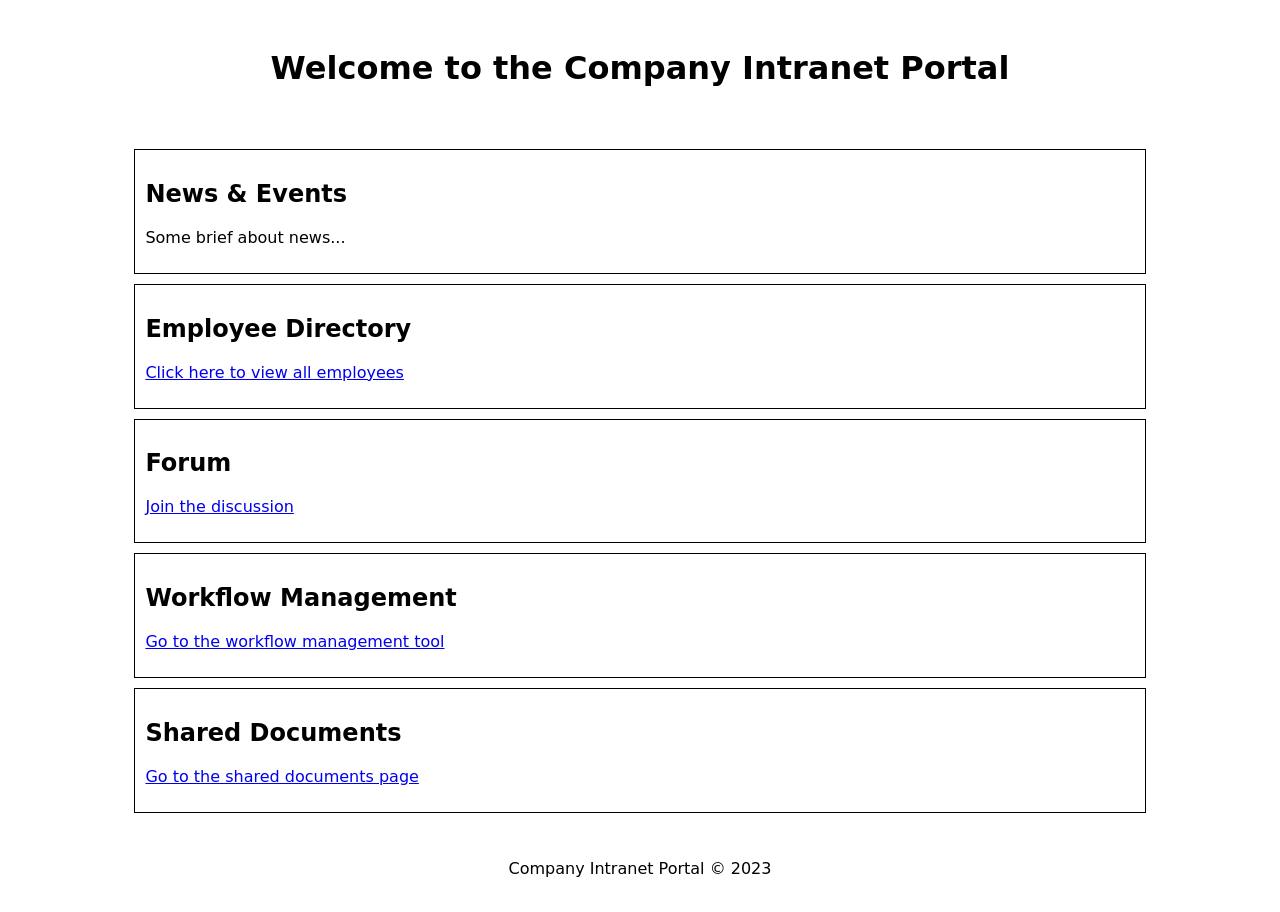 Welcome to the Company Intranet Portal
News & Events
Some brief about news...
Employee Directory
Click here to view all employees
Forum
Join the discussion
Workflow Management
Go to the workflow management tool
Shared Documents
Go to the shared documents page
Company Intranet Portal © 2023